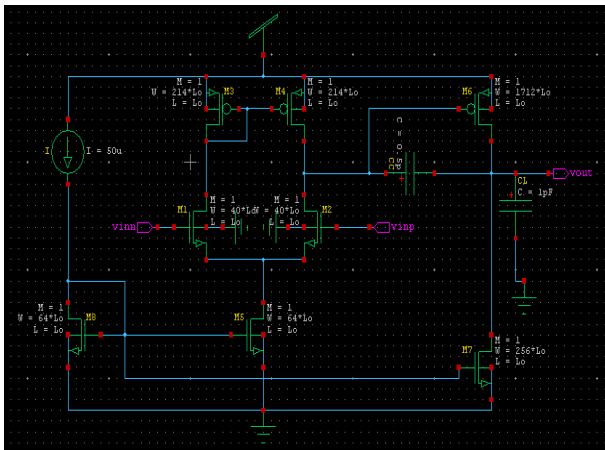 M = 1
W = 214*Lo
L = Lo
M3
M4
M = 1
W = 214*Lo
L = Lo
M6
M = 1
W = 1712*Lo
L = Lo
I
I = 50u
C = 0.5p
CC
vout
CL
C = 1pF
M1
M = 1
W = 40*Lo
L = Lo
M = 1
W = 40*Lo
L = Lo
M2
vinn
vinp
M = 1
W = 64*Lo
L = Lo
M8
M5
M = 1
W = 64*Lo
L = Lo
M7
M = 1
W = 256*Lo
L = Lo